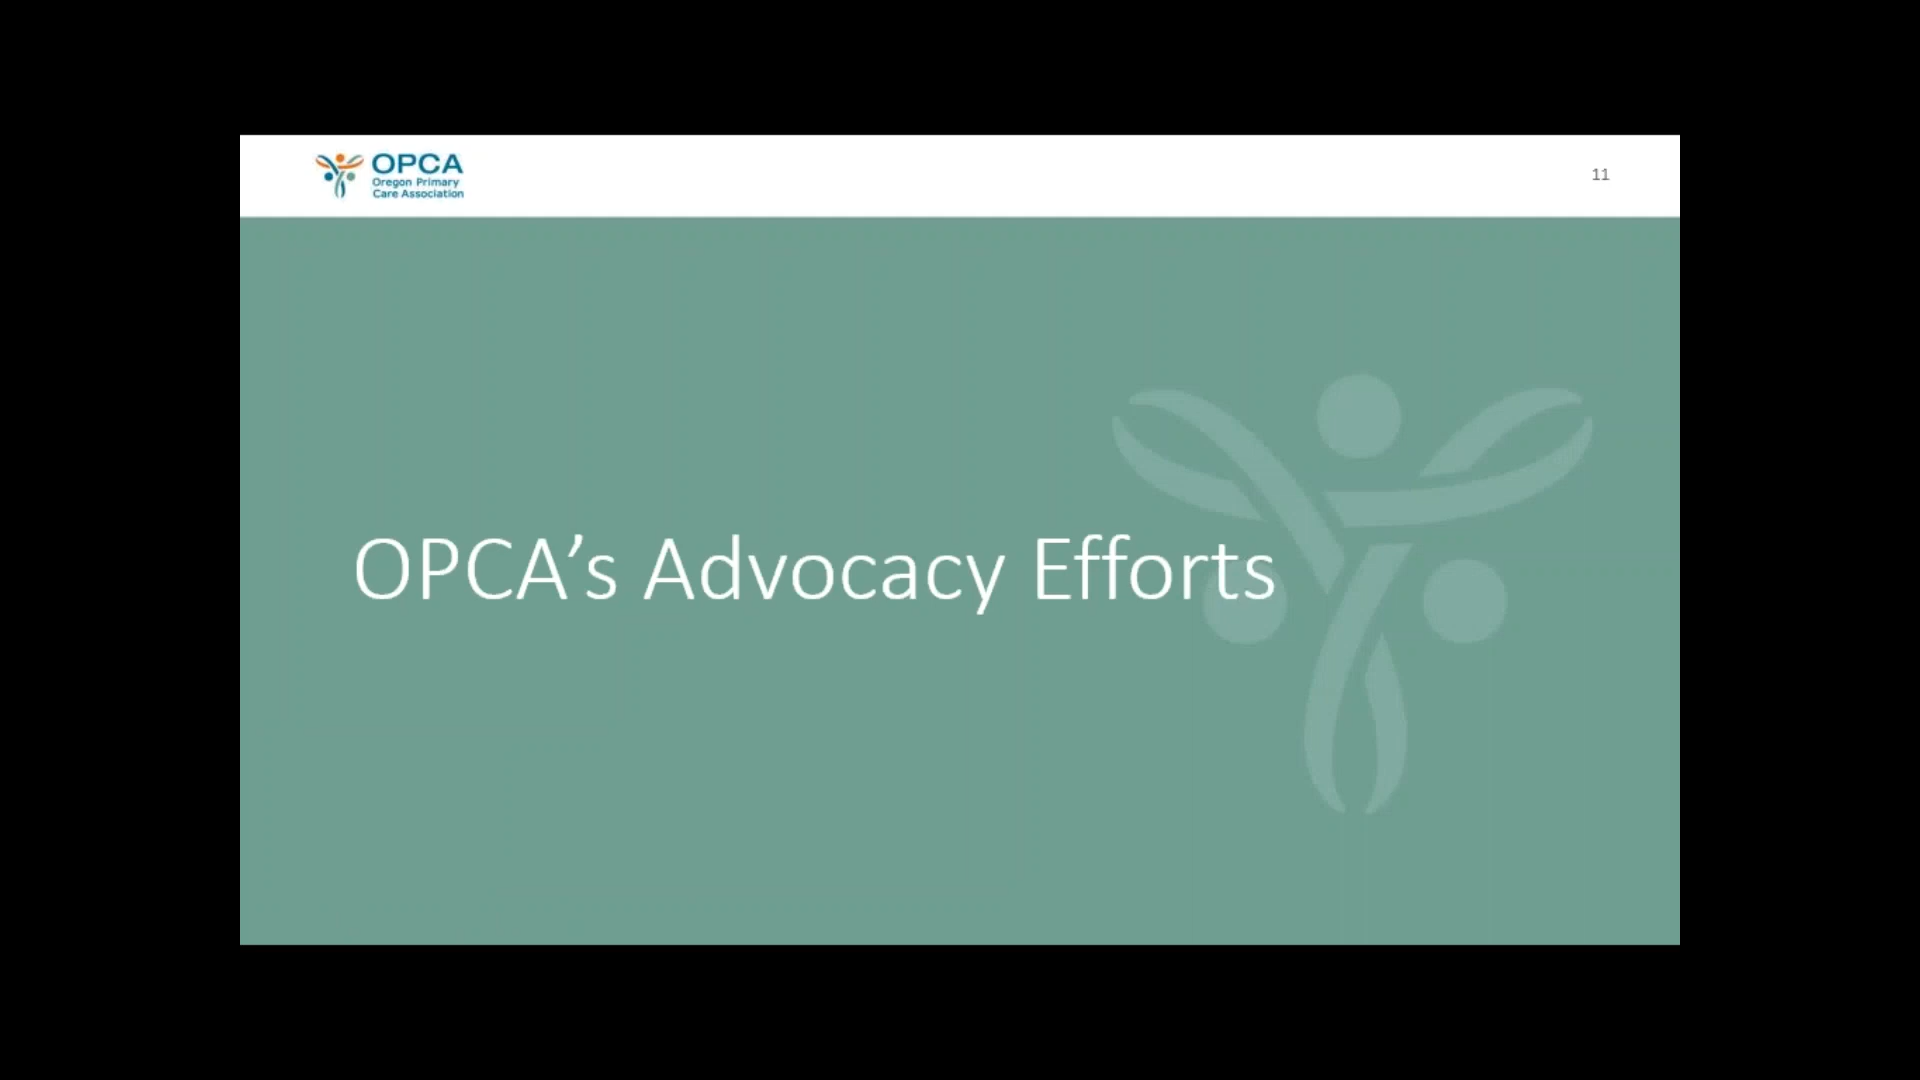 OPCA
Oregon Primary
Care Association
11
OPCA’s Advocacy Efforts